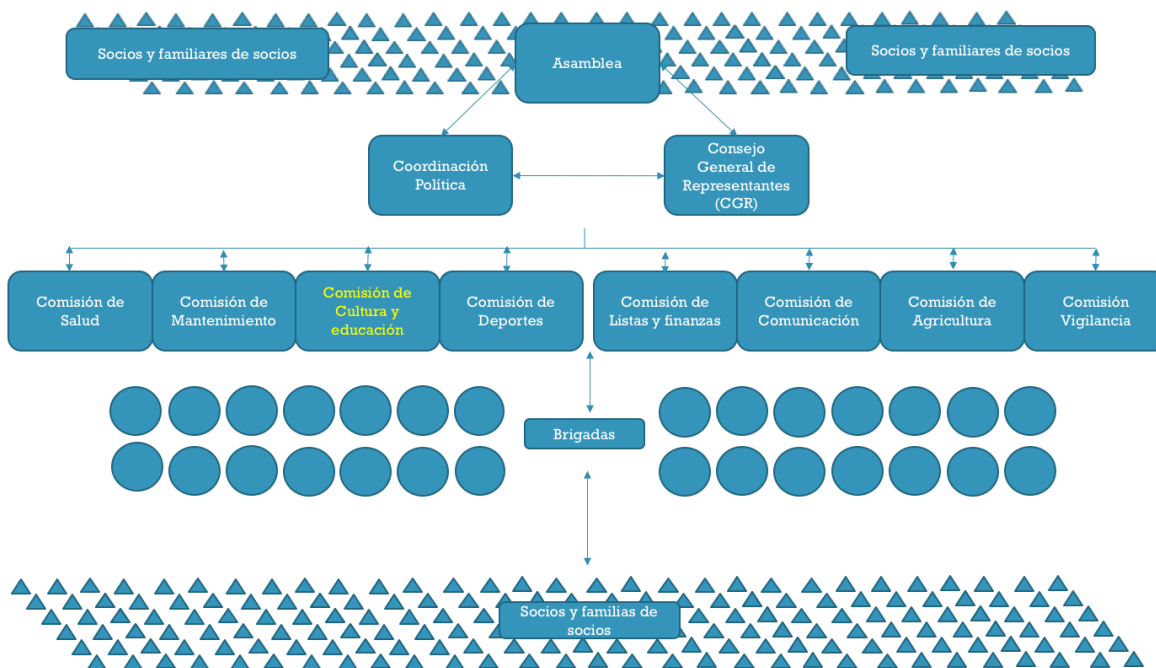 Socios y familiares de socios
Asamblea
Socios y familiares de socios
Coordinación
Política
Consejo
General de
Representantes
(CGR)
Comisión de
Salud
Comisión de
Mantenimiento
Comisión de
Cultura y
educación
Comisión de
Deportes
Comisión de
Listas y finanzas
Comisión de
Comunicación
Comisión de
Agricultura
Comisión
Vigilancia
Brigadas
Socios y familias de
socios